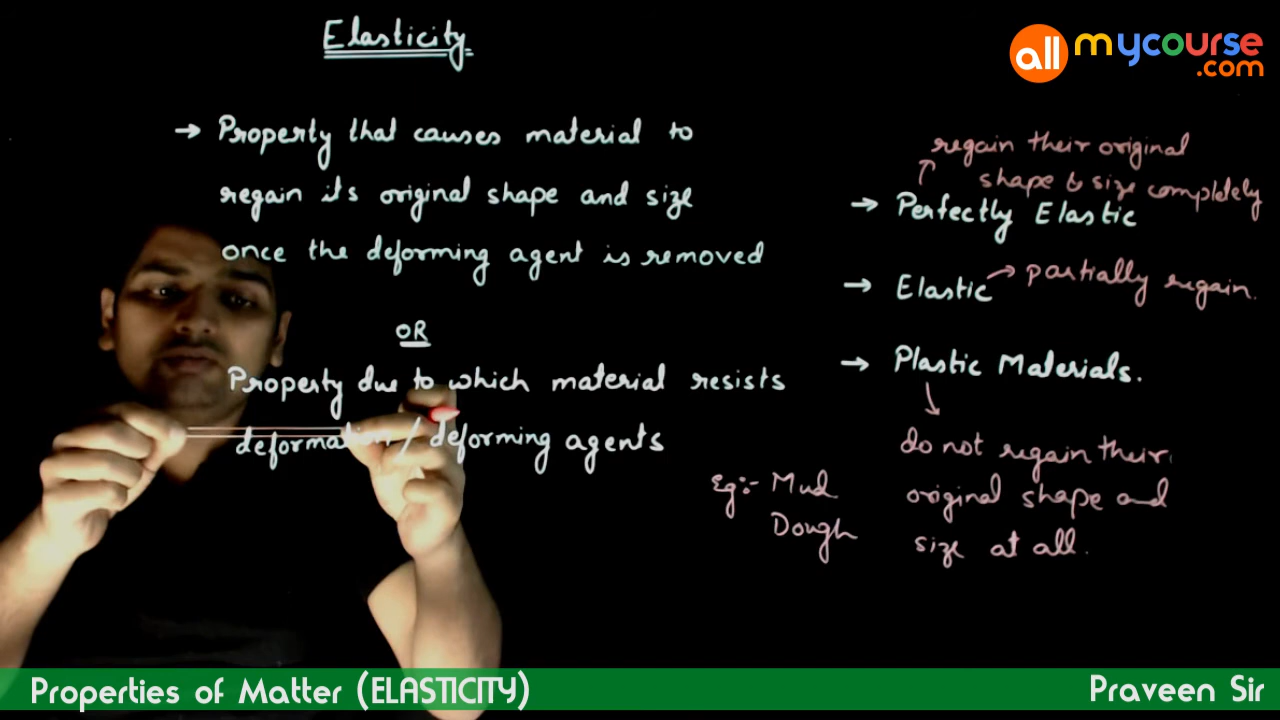 Elasticity
all mycourse
.com
→ Property that causes material to
regain its original shape and size
once the deforming agent is removed
OR
Property due to which material resists
deformation / deforming agents
regain their original
shape & size completely
→ Perfectly Elastic
→ Elastic → partially regain.
→ Plastic Materials.
do not regain their
original shape and
size at all.
Eg:- Mud
Dough
Properties of Matter (ELASTICITY)
Praveen Sir